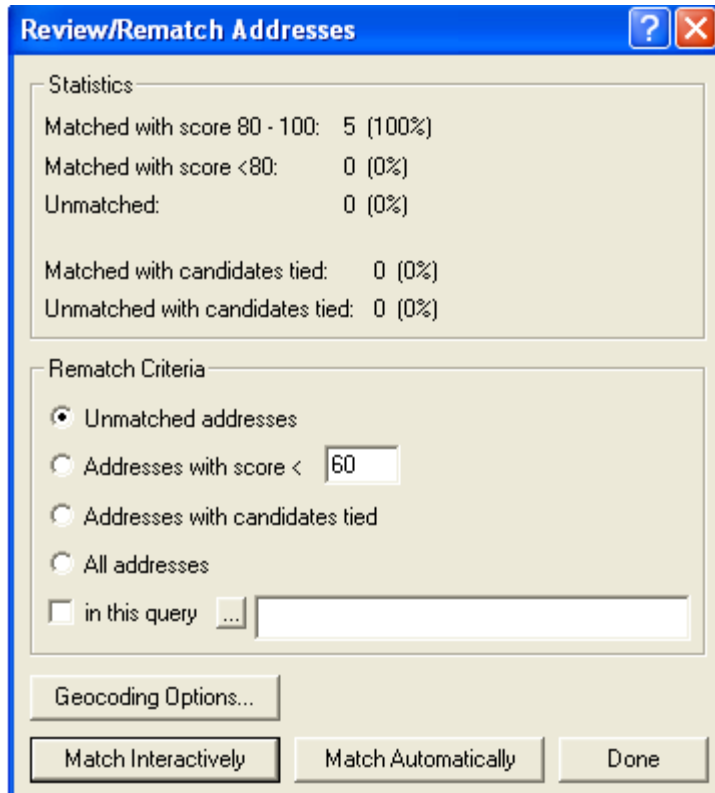 Review/Rematch Addresses
Statistics
Matched with score 80 - 100: 5 (100%)
Matched with score <80: 0 (0%)
Unmatched: 0 (0%)
Matched with candidates tied: 0 (0%)
Unmatched with candidates tied: 0 (0%)
Rematch Criteria
Unmatched addresses
Addresses with score < 60
Addresses with candidates tied
All addresses
in this query ...
Geocoding Options...
Match Interactively Match Automatically Done